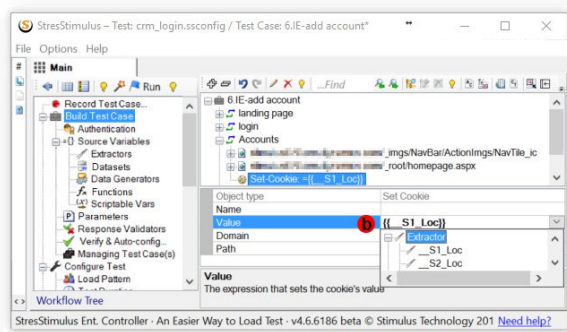 StresStimulus – Test: crm_login.ssconfig / Test Case: 6.IE-add account*
File Options Help
# Main
Run
...Find
Record Test Case...
Build Test Case
Authentication
Source Variables
Extractors
Datasets
Data Generators
Functions
Scriptable Vars
Parameters
Response Validators
Verify & Auto-config...
Managing Test Case(s)
Configure Test
Load Pattern
Workflow Tree
6.IE-add account
landing page
login
Accounts
_imgs/NavBar/ActionImgs/NavTile_ic
_root/homepage.aspx
Set-Cookie: ={{__S1_Loc}}
Object type Set Cookie
Name
Value b {{__S1_Loc}}
Domain
Path
Extractor
__S1_Loc
__S2_Loc
Value
The expression that sets the cookie's value
StresStimulus Ent. Controller · An Easier Way to Load Test · v4.6.6186 beta © Stimulus Technology 201 Need help?